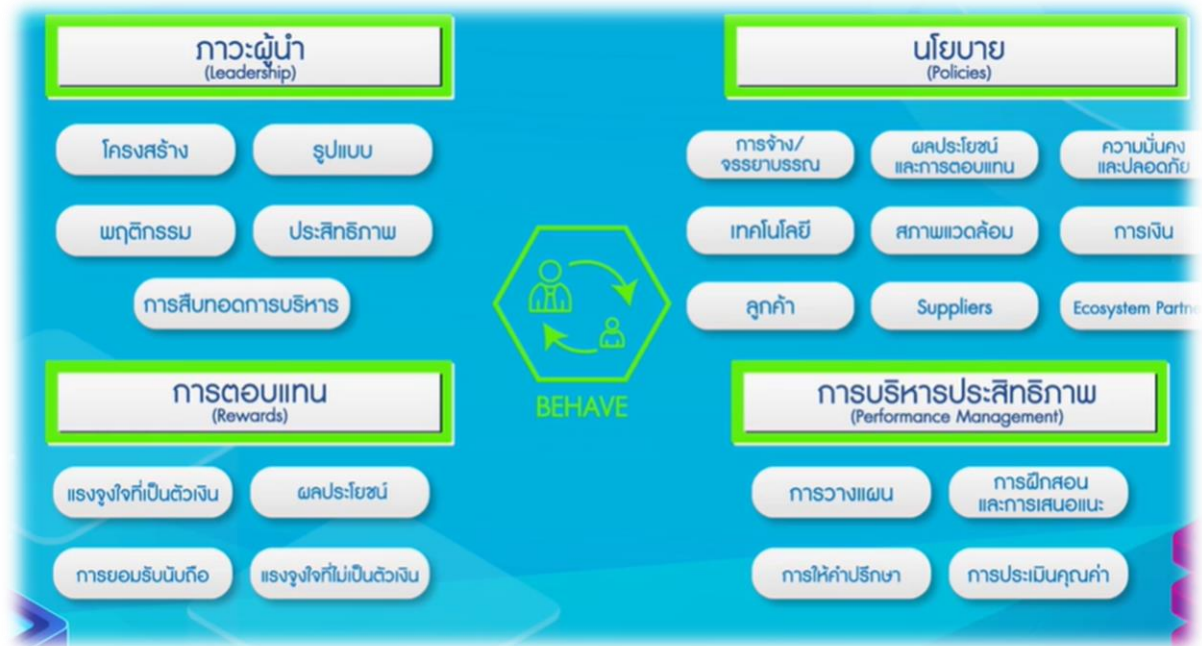 ภาวะผู้นำ
(Leadership)
โครงสร้าง
รูปแบบ
พฤติกรรม
ประสิทธิภาพ
การสืบทอดการบริหาร
นโยบาย
(Policies)
การจ้าง/
จรรยาบรรณ
ผลประโยชน์
และการตอบแทน
ความมั่นคง
และปลอดภัย
เทคโนโลยี
สภาพแวดล้อม
การเงิน
ลูกค้า
Suppliers
Ecosystem
BEHAVE
การตอบแทน
(Rewards)
แรงจูงใจที่เป็นตัวเงิน
ผลประโยชน์
การยอมรับนับถือ
แรงจูงใจที่ไม่เป็นตัวเงิน
การบริหารประสิทธิภาพ
(Performance Management)
การวางแผน
การฝึกสอน
และการเสนอแนะ
การให้คำปรึกษา
การประเมินคุณค่า